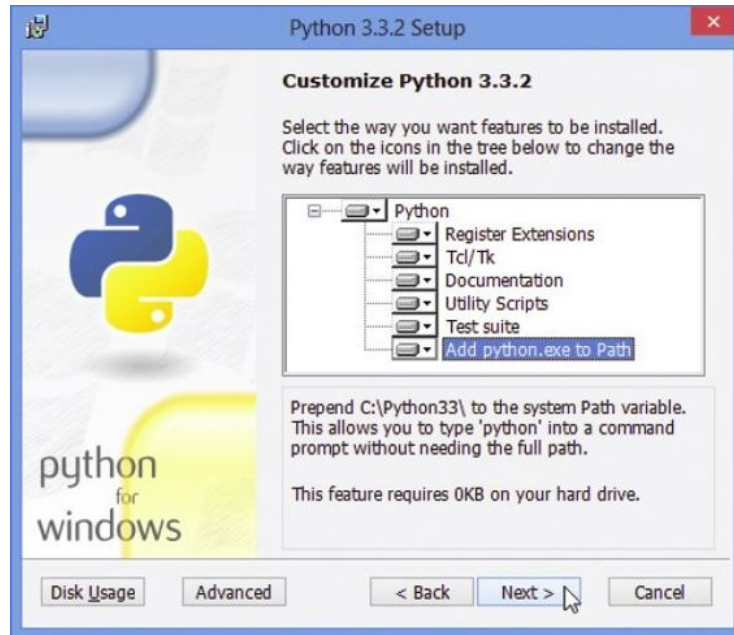 Python 3.3.2 Setup
Customize Python 3.3.2
Select the way you want features to be installed.
Click on the icons in the tree below to change the
way features will be installed.
Python
Register Extensions
Tcl/Tk
Documentation
Utility Scripts
Test suite
Add python.exe to Path
Prepend C:\Python33\ to the system Path variable.
This allows you to type 'python' into a command
prompt without needing the full path.
This feature requires 0KB on your hard drive.
python
for
windows
Disk Usage
Advanced
< Back
Next >
Cancel